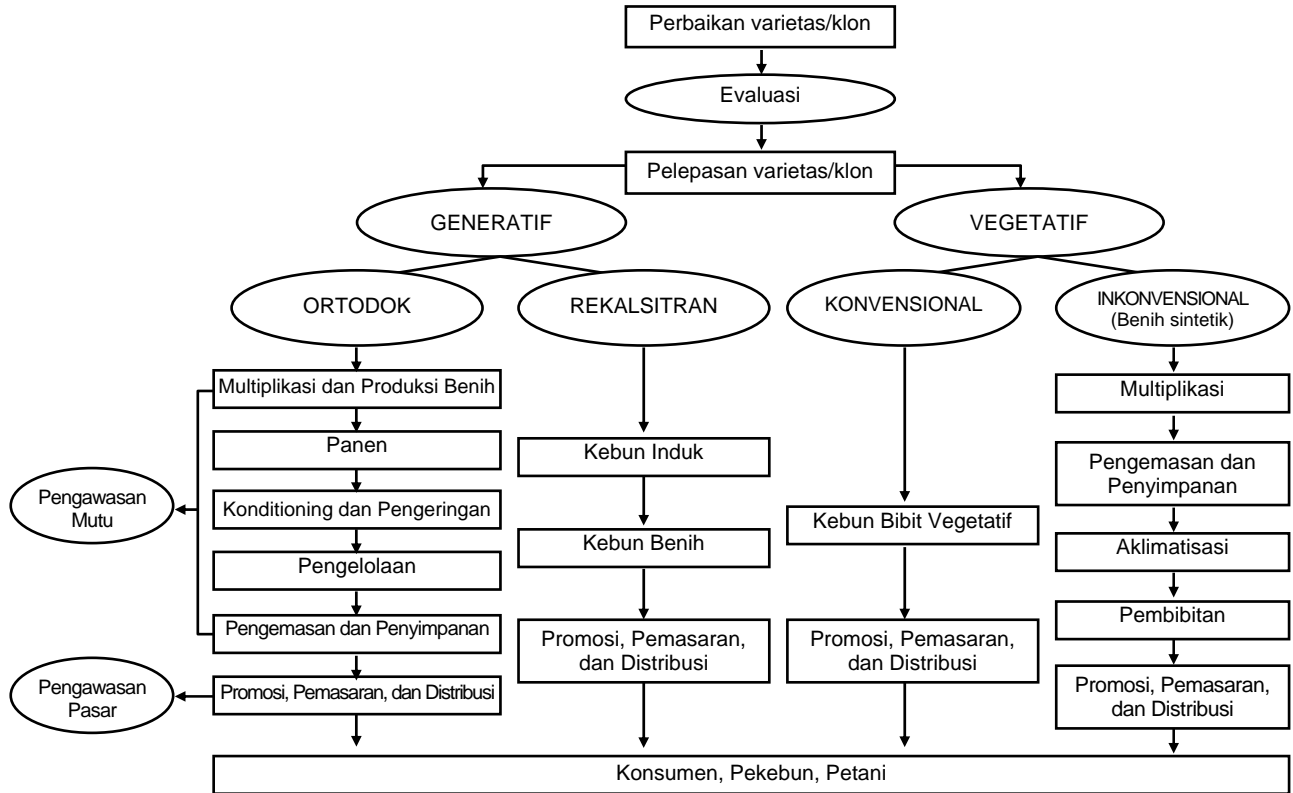 Perbaikan varietas/klon
Evaluasi
Pelepasan varietas/klon
GENERATIF
VEGETATIF
ORTODOK
REKALSITRAN
KONVENSIONAL
INKONVENSIONAL
(Benih sintetik)
Multiplikasi dan Produksi Benih
Panen
Konditioning dan Pengeringan
Pengelolaan
Pengemasan dan Penyimpanan
Promosi, Pemasaran, dan Distribusi
Pengawasan
Mutu
Pengawasan
Pasar
Kebun Induk
Kebun Benih
Promosi, Pemasaran,
dan Distribusi
Kebun Bibit Vegetatif
Promosi, Pemasaran,
dan Distribusi
Multiplikasi
Pengemasan dan
Penyimpanan
Aklimatisasi
Pembibitan
Promosi, Pemasaran,
dan Distribusi
Konsumen, Pekebun, Petani